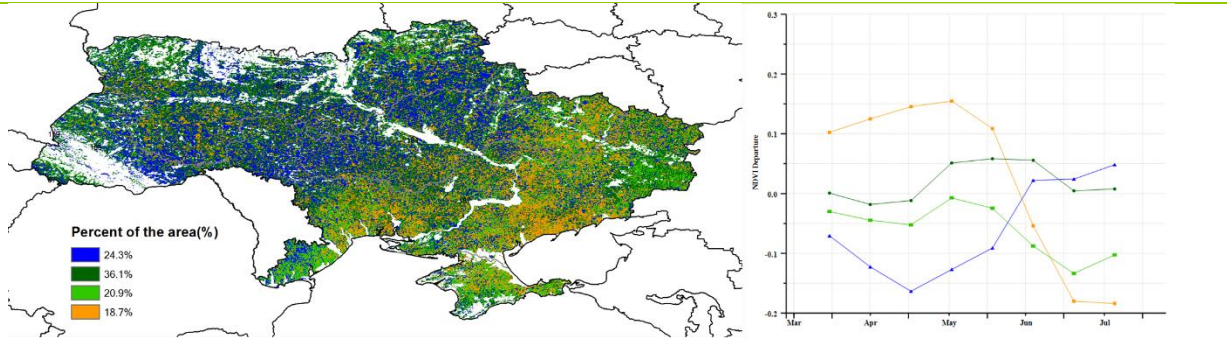 Percent of the area(%)
24.3%
36.1%
20.9%
18.7%
NDVI Departure
0.3
0.2
0.1
0.0
-0.1
-0.2
Mar
Apr
May
Jun
Jul